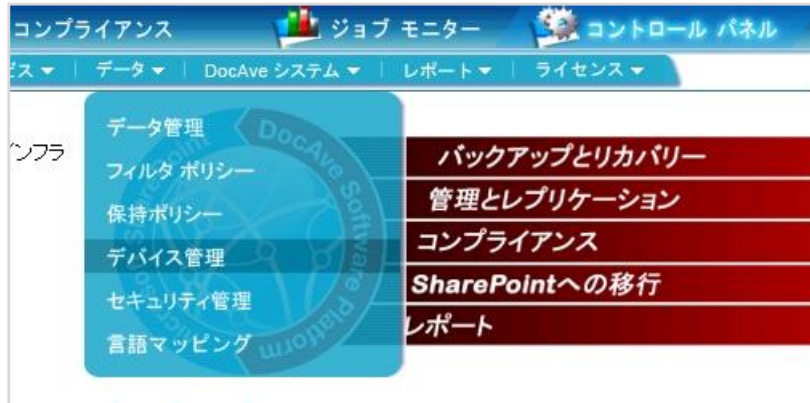 コンプライアンス ジョブ モニター コントロール パネル
データ DocAve システム レポート ライセンス
データ管理
フィルタ ポリシー
保持ポリシー
デバイス管理
セキュリティ管理
言語マッピング
バックアップとリカバリー
管理とレプリケーション
コンプライアンス
SharePointへの移行
レポート
DocAve Software Platform